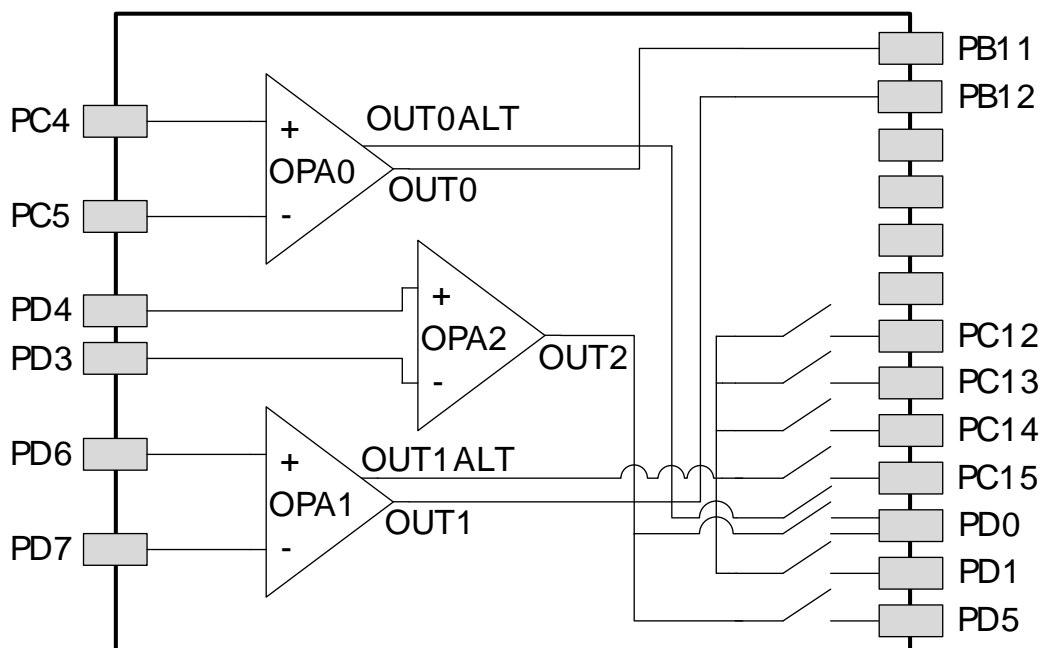 PB11
PB12
PC4
+
OUT0ALT
OPA0
OUT0
PC5
-
PD4
+
PC12
OPA2
OUT2
PD3
-
PC13
PC14
PD6
+
OUT1ALT
PC15
OPA1
OUT1
PD0
PD7
-
PD1
PD5